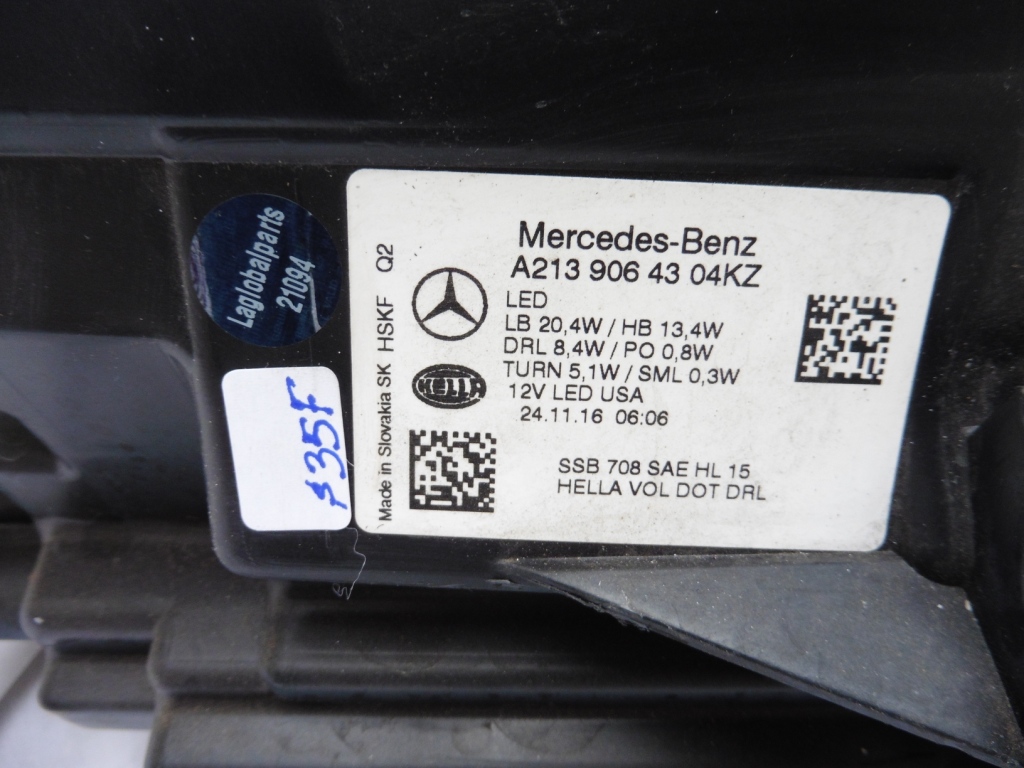 Laglobalparts
21094
$35F
Made in Slovakia SK HSKF Q2
HELLA
Mercedes-Benz
A213 906 43 04KZ
LED
LB 20,4W / HB 13,4W
DRL 8,4W / PO 0,8W
TURN 5,1W / SML 0,3W
12V LED USA
24.11.16 06:06
SSB 708 SAE HL 15
HELLA VOL DOT DRL